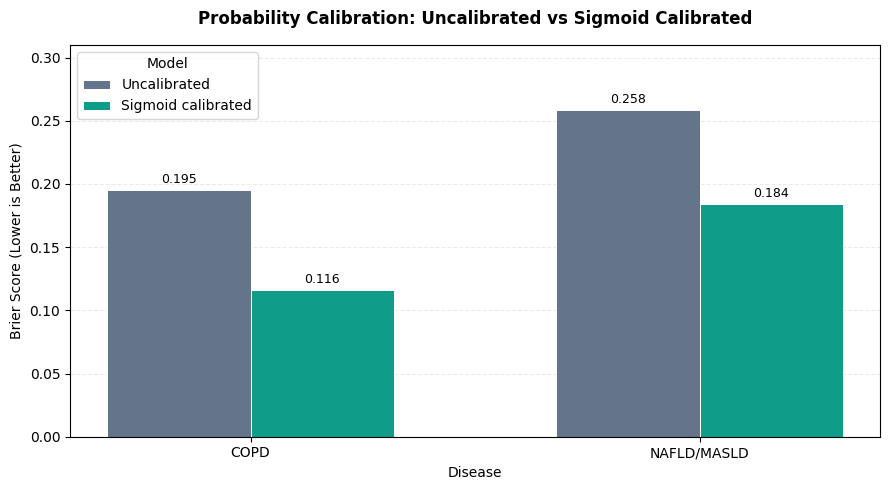 Probability Calibration: Uncalibrated vs Sigmoid Calibrated
Model
Uncalibrated
Sigmoid calibrated
Brier Score (Lower is Better)
0.30
0.25
0.20
0.15
0.10
0.05
0.00
0.195
0.116
0.258
0.184
COPD
NAFLD/MASLD
Disease